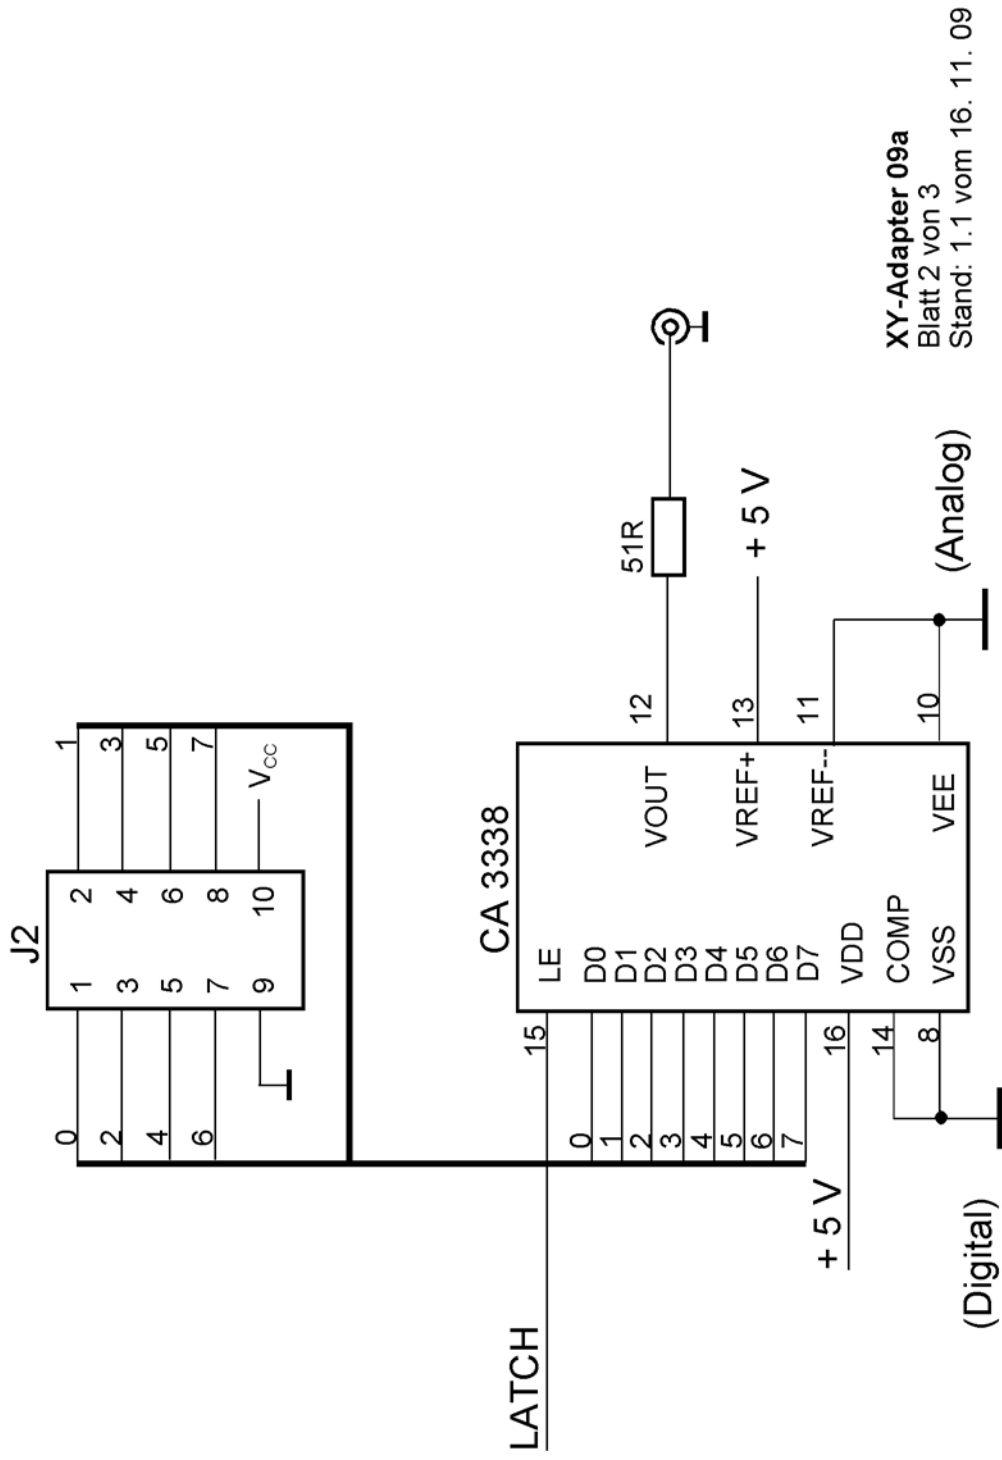 J2
0 1 2 1
2 3 4 3
4 5 6 5
6 7 8 7
9 10 VCC
CA 3338
LATCH 15 LE
0 D0
1 D1
2 D2 VOUT 12 51R
3 D3
4 D4
5 D5 VREF+ 13 + 5 V
6 D6
7 D7 VREF-- 11
+ 5 V 16 VDD
14 COMP
8 VSS VEE 10
(Digital) (Analog)
XY-Adapter 09a
Blatt 2 von 3
Stand: 1.1 vom 16. 11. 09